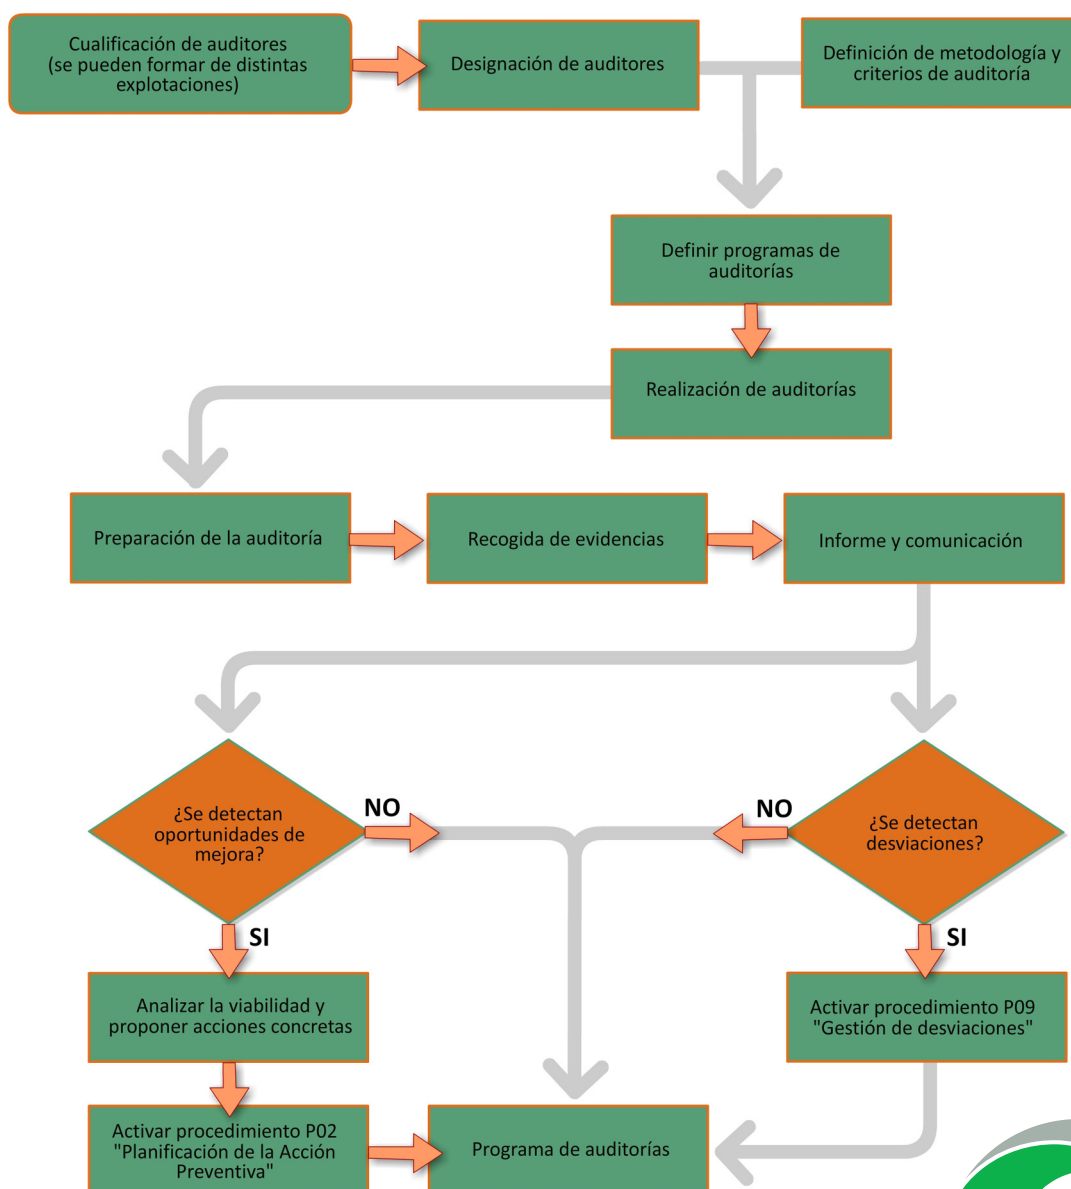 Cualificación de auditores
(se pueden formar de distintas
explotaciones)
Designación de auditores
Definición de metodología y
criterios de auditoría
Definir programas de
auditorías
Realización de auditorías
Preparación de la auditoría
Recogida de evidencias
Informe y comunicación
¿Se detectan
oportunidades de
mejora?
NO
NO
¿Se detectan
desviaciones?
SI
SI
Analizar la viabilidad y
proponer acciones concretas
Activar procedimiento P09
"Gestión de desviaciones"
Activar procedimiento P02
"Planificación de la Acción
Preventiva"
Programa de auditorías